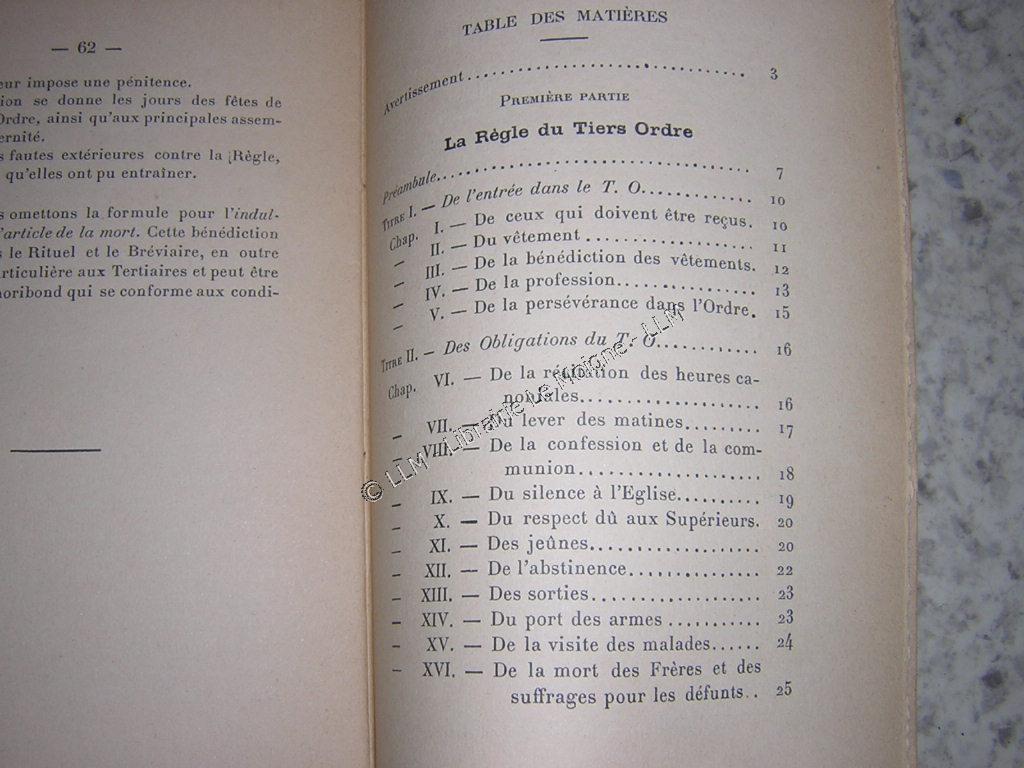 — 62 —
eur impose une pénitence.
ion se donne les jours des fêtes de
Ordre, ainsi qu'aux principales assem-
ernité.
s fautes extérieures contre la Règle,
qu'elles ont pu entraîner.
s omettons la formule pour l'indul-
'article de la mort. Cette bénédiction
s le Rituel et le Bréviaire, en outre
articulière aux Tertiaires et peut être
moribond qui se conforme aux condi-
TABLE DES MATIÈRES
Avertissement.................... 3
PREMIÈRE PARTIE
La Règle du Tiers Ordre
Préambule.................... 7
TITRE I. — De l'entrée dans le T. O........... 10
Chap. I. — De ceux qui doivent être reçus. 10
— II. — Du vêtement ................ 11
— III. — De la bénédiction des vêtements. 12
— IV. — De la profession............. 13
— V. — De la persévérance dans l'Ordre. 15
TITRE II. — Des Obligations du T. O........... 16
Chap. VI. — De la récitation des heures ca-
noniales.................... 16
— VII. — Du lever des matines......... 17
— VIII. — De la confession et de la com-
munion.................... 18
— IX. — Du silence à l'Eglise.......... 19
— X. — Du respect dû aux Supérieurs. 20
— XI. — Des jeûnes.................. 20
— XII. — De l'abstinence.............. 22
— XIII. — Des sorties.................. 23
— XIV. — Du port des armes ........... 23
— XV. — De la visite des malades...... 24
— XVI. — De la mort des Frères et des
suffrages pour les défunts.. 25
© LLM - Librairie Le Moigne - LLM